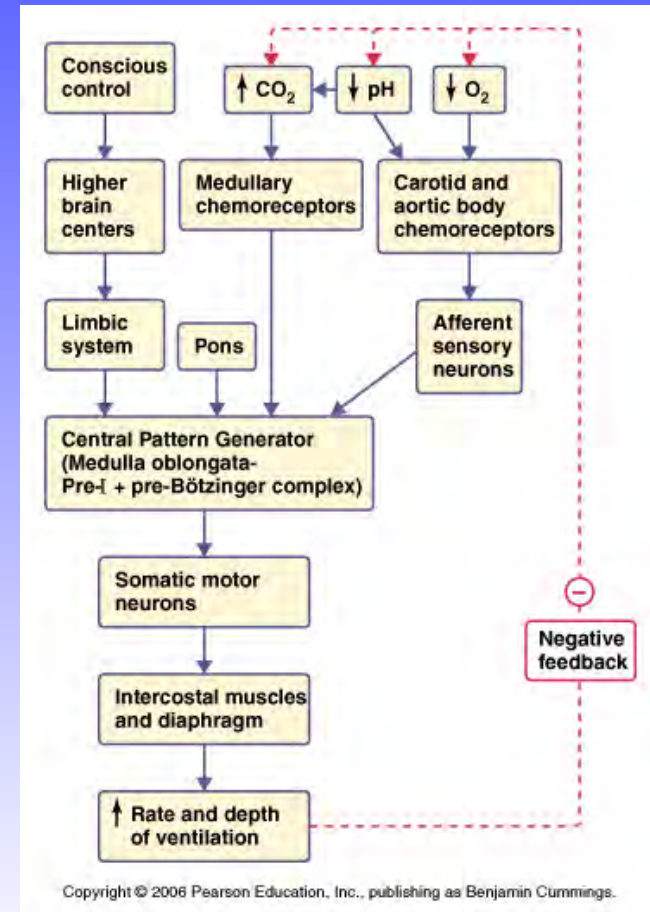 Conscious
control
↑ CO₂
↓ pH
↓ O₂
Higher
brain
centers
Medullary
chemoreceptors
Carotid and
aortic body
chemoreceptors
Limbic
system
Pons
Afferent
sensory
neurons
Central Pattern Generator
(Medulla oblongata-
Pre-I + pre-Bötzinger complex)
Somatic motor
neurons
Intercostal muscles
and diaphragm
−
Negative
feedback
↑ Rate and depth
of ventilation
Copyright © 2006 Pearson Education, Inc., publishing as Benjamin Cummings.